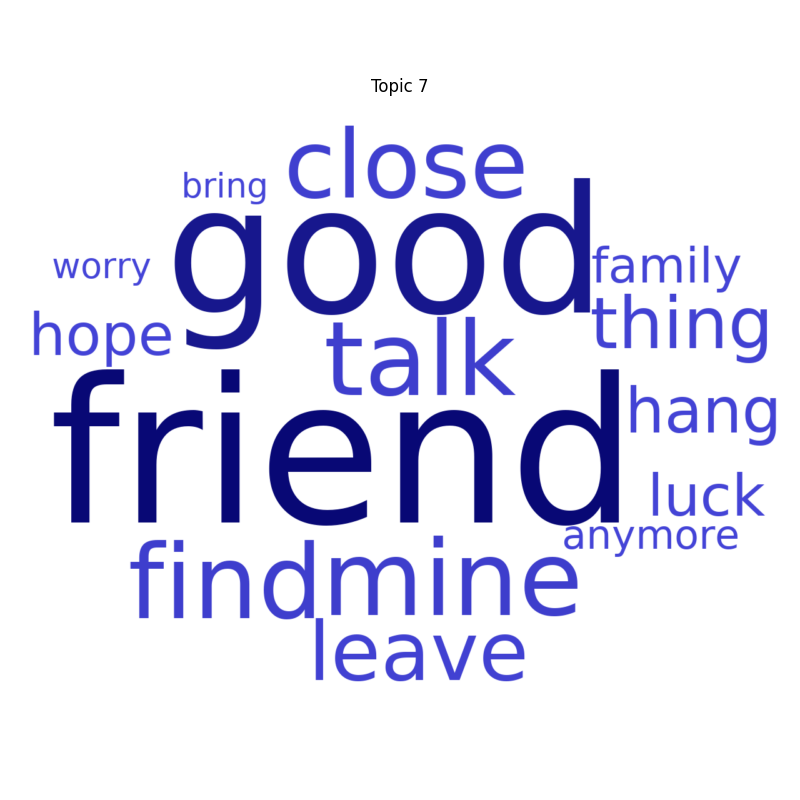 Topic 7
close
bring
good
worry
family
thing
hope
talk
friend
hang
luck
anymore
find
mine
leave